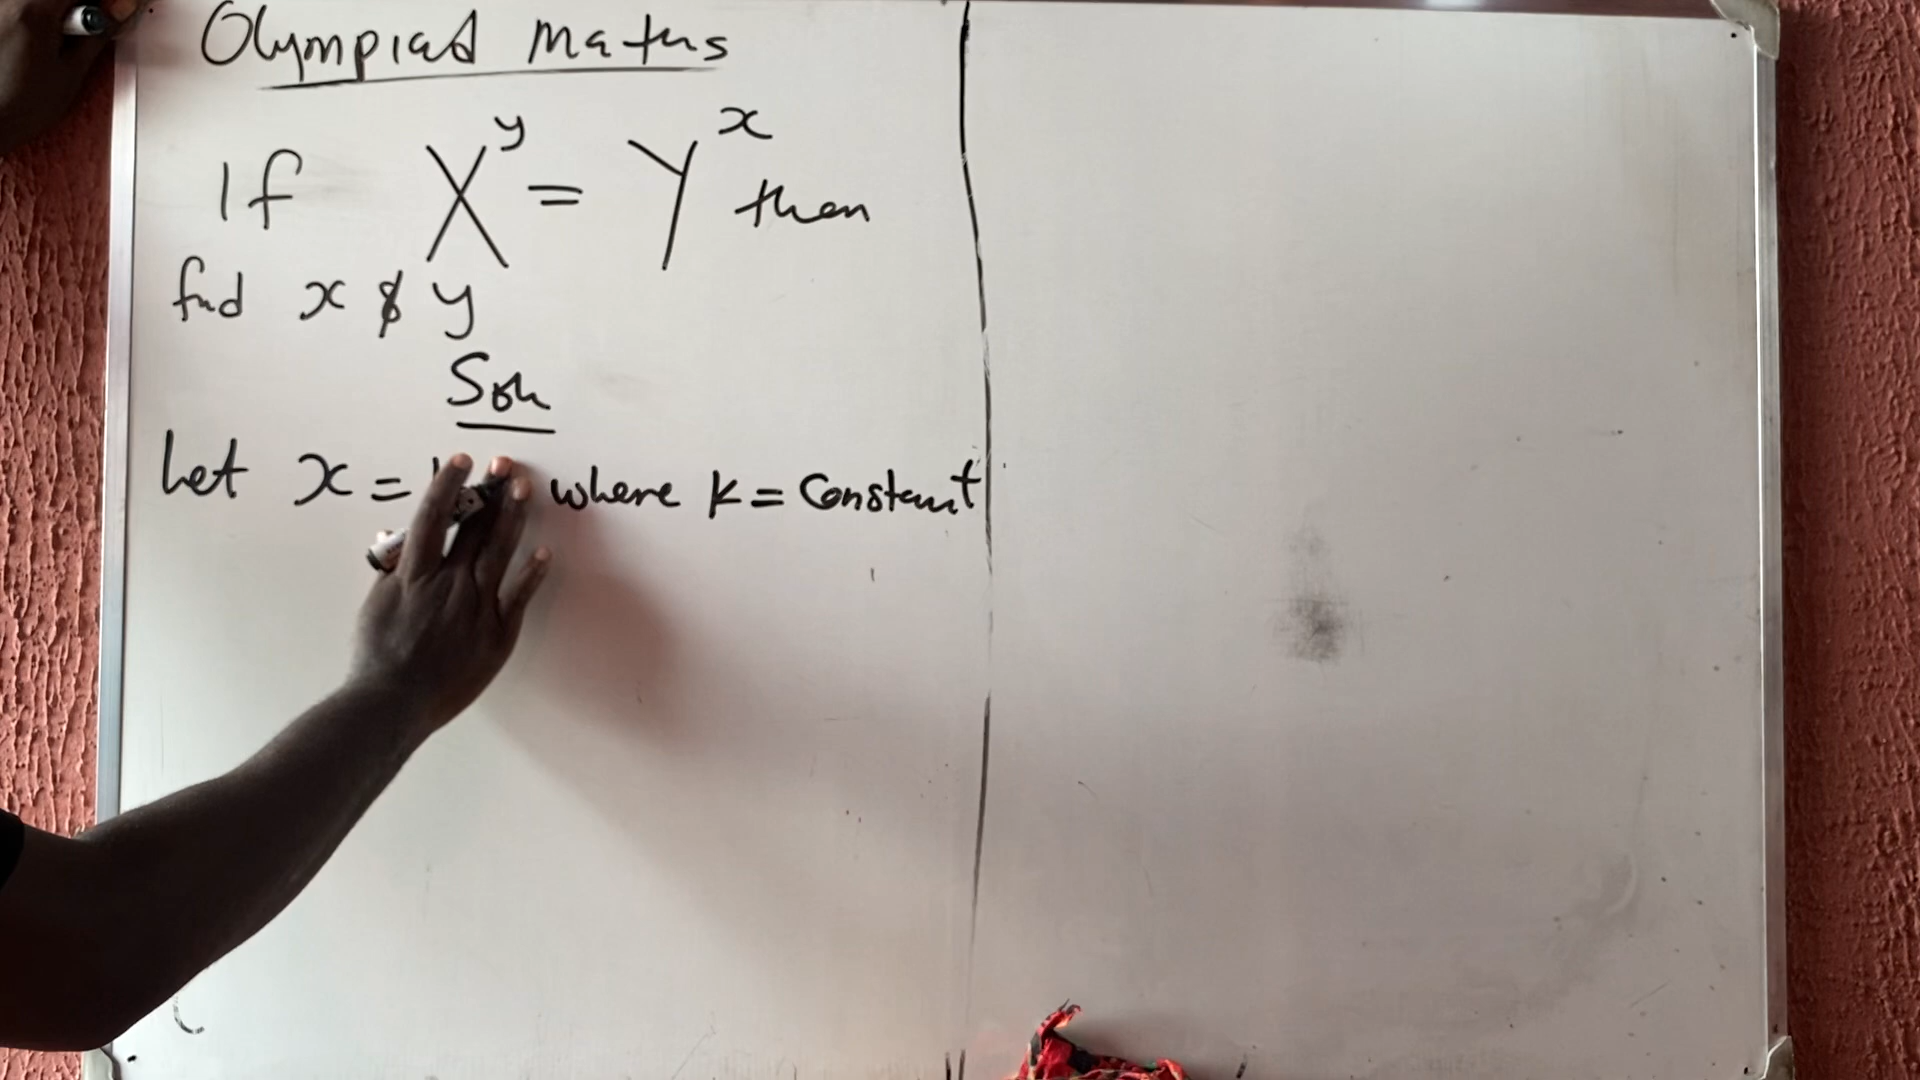 Olympiad maths
If X^y = Y^x then
find x & y
Soln
Let x = where k = Constant